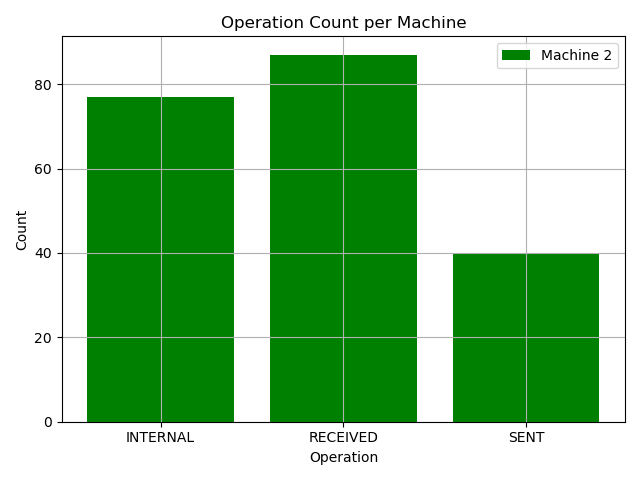 Operation Count per Machine
Machine 2
80
60
40
20
0
Count
INTERNAL RECEIVED SENT
Operation